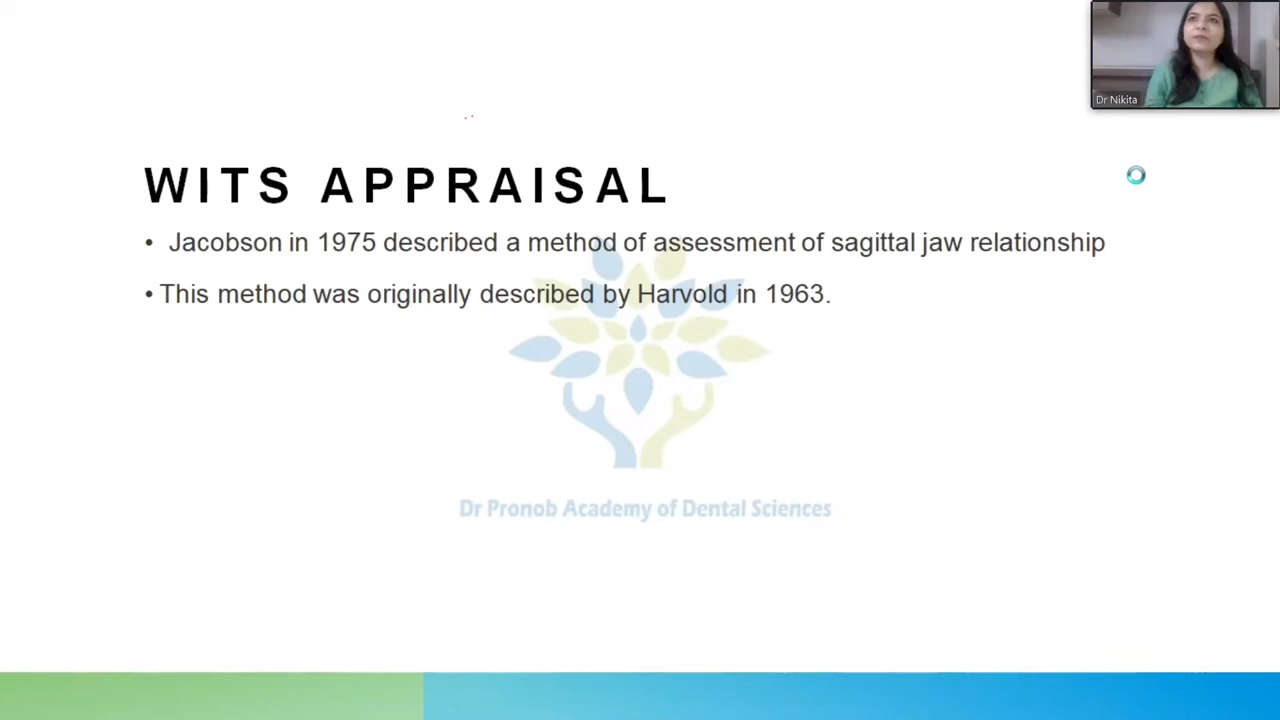 Dr Nikita
WITS APPRAISAL
• Jacobson in 1975 described a method of assessment of sagittal jaw relationship
• This method was originally described by Harvold in 1963.
Dr Pronob Academy of Dental Sciences